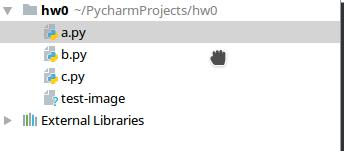 hw0 ~/PycharmProjects/hw0
a.py
b.py
c.py
test-image
External Libraries